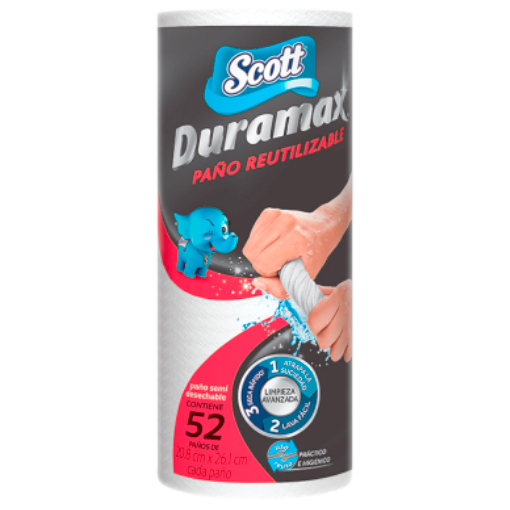 Scott
Duramax
PAÑO REUTILIZABLE
paño semi
desechable
CONTIENE
52
PAÑOS DE
20.8 cm x 26.1 cm
cada paño
1 ATRAPA LA
SUCIEDAD
LIMPIEZA
AVANZADA
2 LAVA FÁCIL
3 SECA RÁPIDO
PRÁCTICO
E HIGIÉNICO